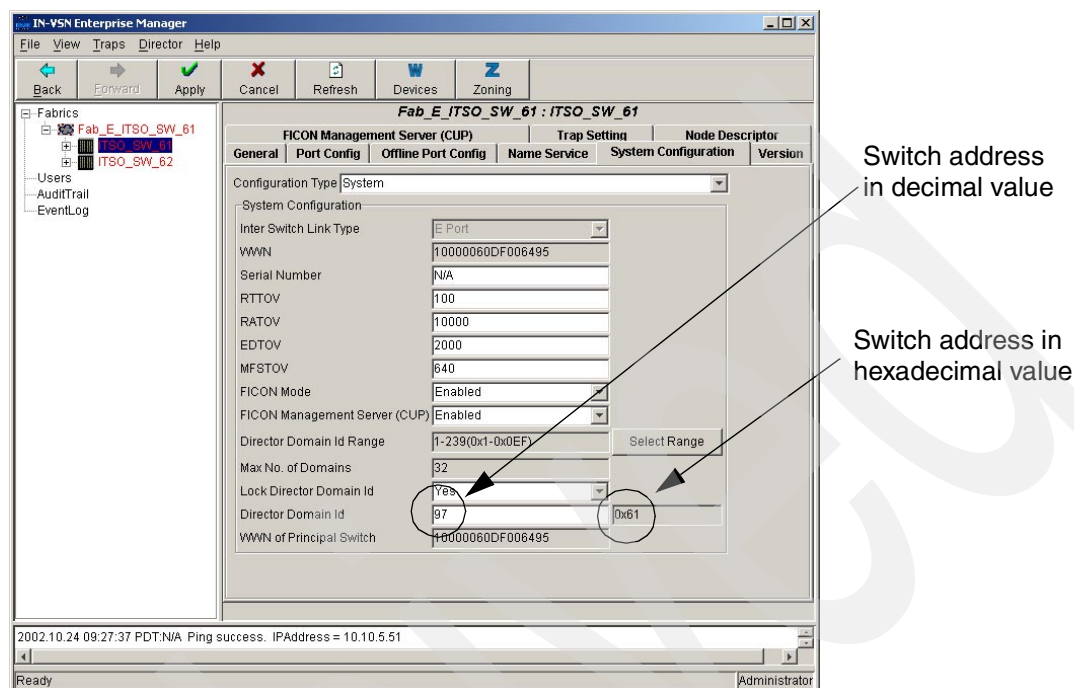 IN-VSN Enterprise Manager
File View Traps Director Help
Back Forward Apply Cancel Refresh Devices Zoning
Fabrics
Fab_E_ITSO_SW_61
ITSO_SW_61
ITSO_SW_62
Users
AuditTrail
EventLog
Fab_E_ITSO_SW_61 : ITSO_SW_61
FICON Management Server (CUP) Trap Setting Node Descriptor
General Port Config Offline Port Config Name Service System Configuration Version
Configuration Type System
System Configuration
Inter Switch Link Type E Port
WWN 10000060DF006495
Serial Number N/A
RTTOV 100
RATOV 10000
EDTOV 2000
MFSTOV 640
FICON Mode Enabled
FICON Management Server (CUP) Enabled
Director Domain Id Range 1-239(0x1-0x0EF) Select Range
Max No. of Domains 32
Lock Director Domain Id Yes
Director Domain Id 97 0x61
WWN of Principal Switch 10000060DF006495
Switch address
in decimal value
Switch address in
hexadecimal value
2002.10.24 09:27:37 PDT:N/A Ping success. IPAddress = 10.10.5.51
Ready Administrator